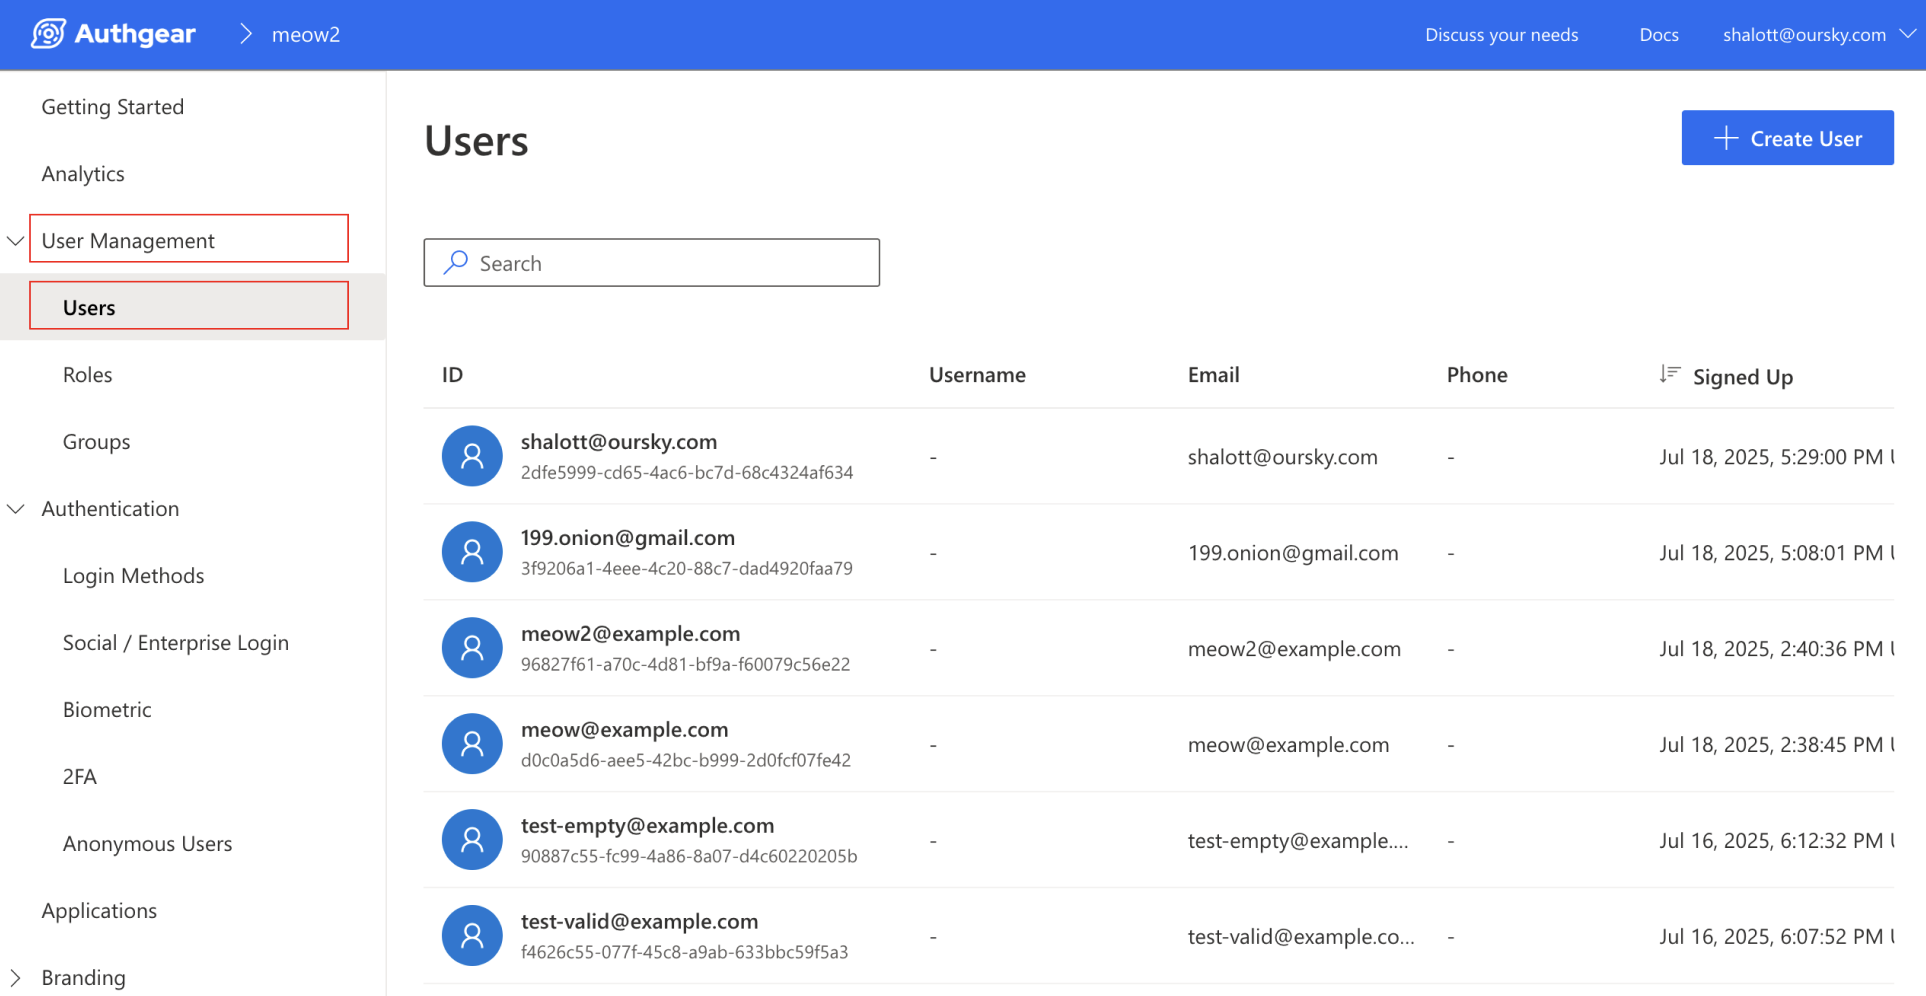 Authgear
meow2
Discuss your needs
Docs
shalott@oursky.com
Getting Started
Analytics
User Management
Users
Roles
Groups
Authentication
Login Methods
Social / Enterprise Login
Biometric
2FA
Anonymous Users
Applications
Branding
Users
Create User
Search
ID Username Email Phone Signed Up
shalott@oursky.com
2dfe5999-cd65-4ac6-bc7d-68c4324af634
- shalott@oursky.com - Jul 18, 2025, 5:29:00 PM U
199.onion@gmail.com
3f9206a1-4eee-4c20-88c7-dad4920faa79
- 199.onion@gmail.com - Jul 18, 2025, 5:08:01 PM U
meow2@example.com
96827f61-a70c-4d81-bf9a-f60079c56e22
- meow2@example.com - Jul 18, 2025, 2:40:36 PM U
meow@example.com
d0c0a5d6-aee5-42bc-b999-2d0fcf07fe42
- meow@example.com - Jul 18, 2025, 2:38:45 PM U
test-empty@example.com
90887c55-fc99-4a86-8a07-d4c60220205b
- test-empty@example.... - Jul 16, 2025, 6:12:32 PM U
test-valid@example.com
f4626c55-077f-45c8-a9ab-633bbc59f5a3
- test-valid@example.co... - Jul 16, 2025, 6:07:52 PM U